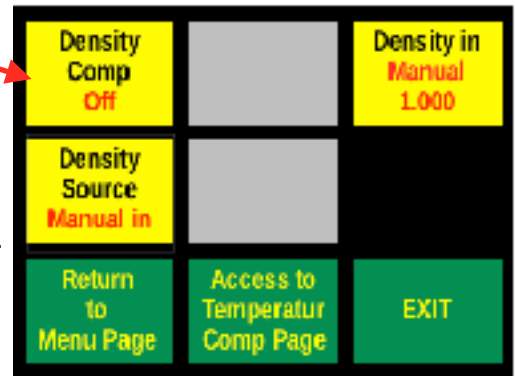 Density
Comp
Off
Density in
Manual
1.000
Density
Source
Manual in
Return
to
Menu Page
Access to
Temperatur
Comp Page
EXIT